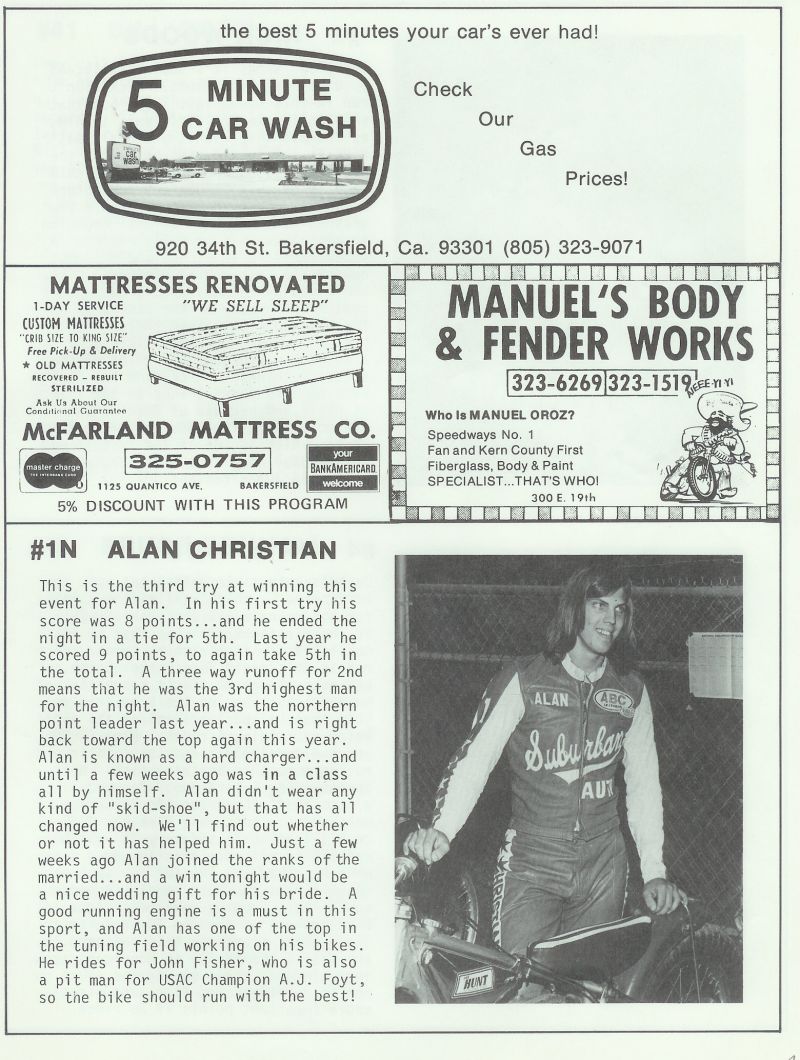 the best 5 minutes your car's ever had!
5 MINUTE
CAR WASH
car
wash
Check
Our
Gas
Prices!
920 34th St. Bakersfield, Ca. 93301 (805) 323-9071
MATTRESSES RENOVATED
1-DAY SERVICE
"WE SELL SLEEP"
CUSTOM MATTRESSES
"CRIB SIZE TO KING SIZE"
Free Pick-Up & Delivery
★ OLD MATTRESSES
RECOVERED - REBUILT
STERILIZED
Ask Us About Our
Conditional Guarantee
McFARLAND MATTRESS CO.
master charge
THE INTERBANK CARD
325-0757
your
BANKAMERICARD
welcome
1125 QUANTICO AVE. BAKERSFIELD
5% DISCOUNT WITH THIS PROGRAM
MANUEL'S BODY
& FENDER WORKS
323-6269 323-1519
AIEEE-YI YI
Who Is MANUEL OROZ?
Speedways No. 1
Fan and Kern County First
Fiberglass, Body & Paint
SPECIALIST...THAT'S WHO!
300 E. 19th
#1N ALAN CHRISTIAN
This is the third try at winning this
event for Alan. In his first try his
score was 8 points...and he ended the
night in a tie for 5th. Last year he
scored 9 points, to again take 5th in
the total. A three way runoff for 2nd
means that he was the 3rd highest man
for the night. Alan was the northern
point leader last year...and is right
back toward the top again this year.
Alan is known as a hard charger...and
until a few weeks ago was in a class
all by himself. Alan didn't wear any
kind of "skid-shoe", but that has all
changed now. We'll find out whether
or not it has helped him. Just a few
weeks ago Alan joined the ranks of the
married...and a win tonight would be
a nice wedding gift for his bride. A
good running engine is a must in this
sport, and Alan has one of the top in
the tuning field working on his bikes.
He rides for John Fisher, who is also
a pit man for USAC Champion A.J. Foyt,
so the bike should run with the best!
ALAN
ABC
Suburban
AUT
HUNT